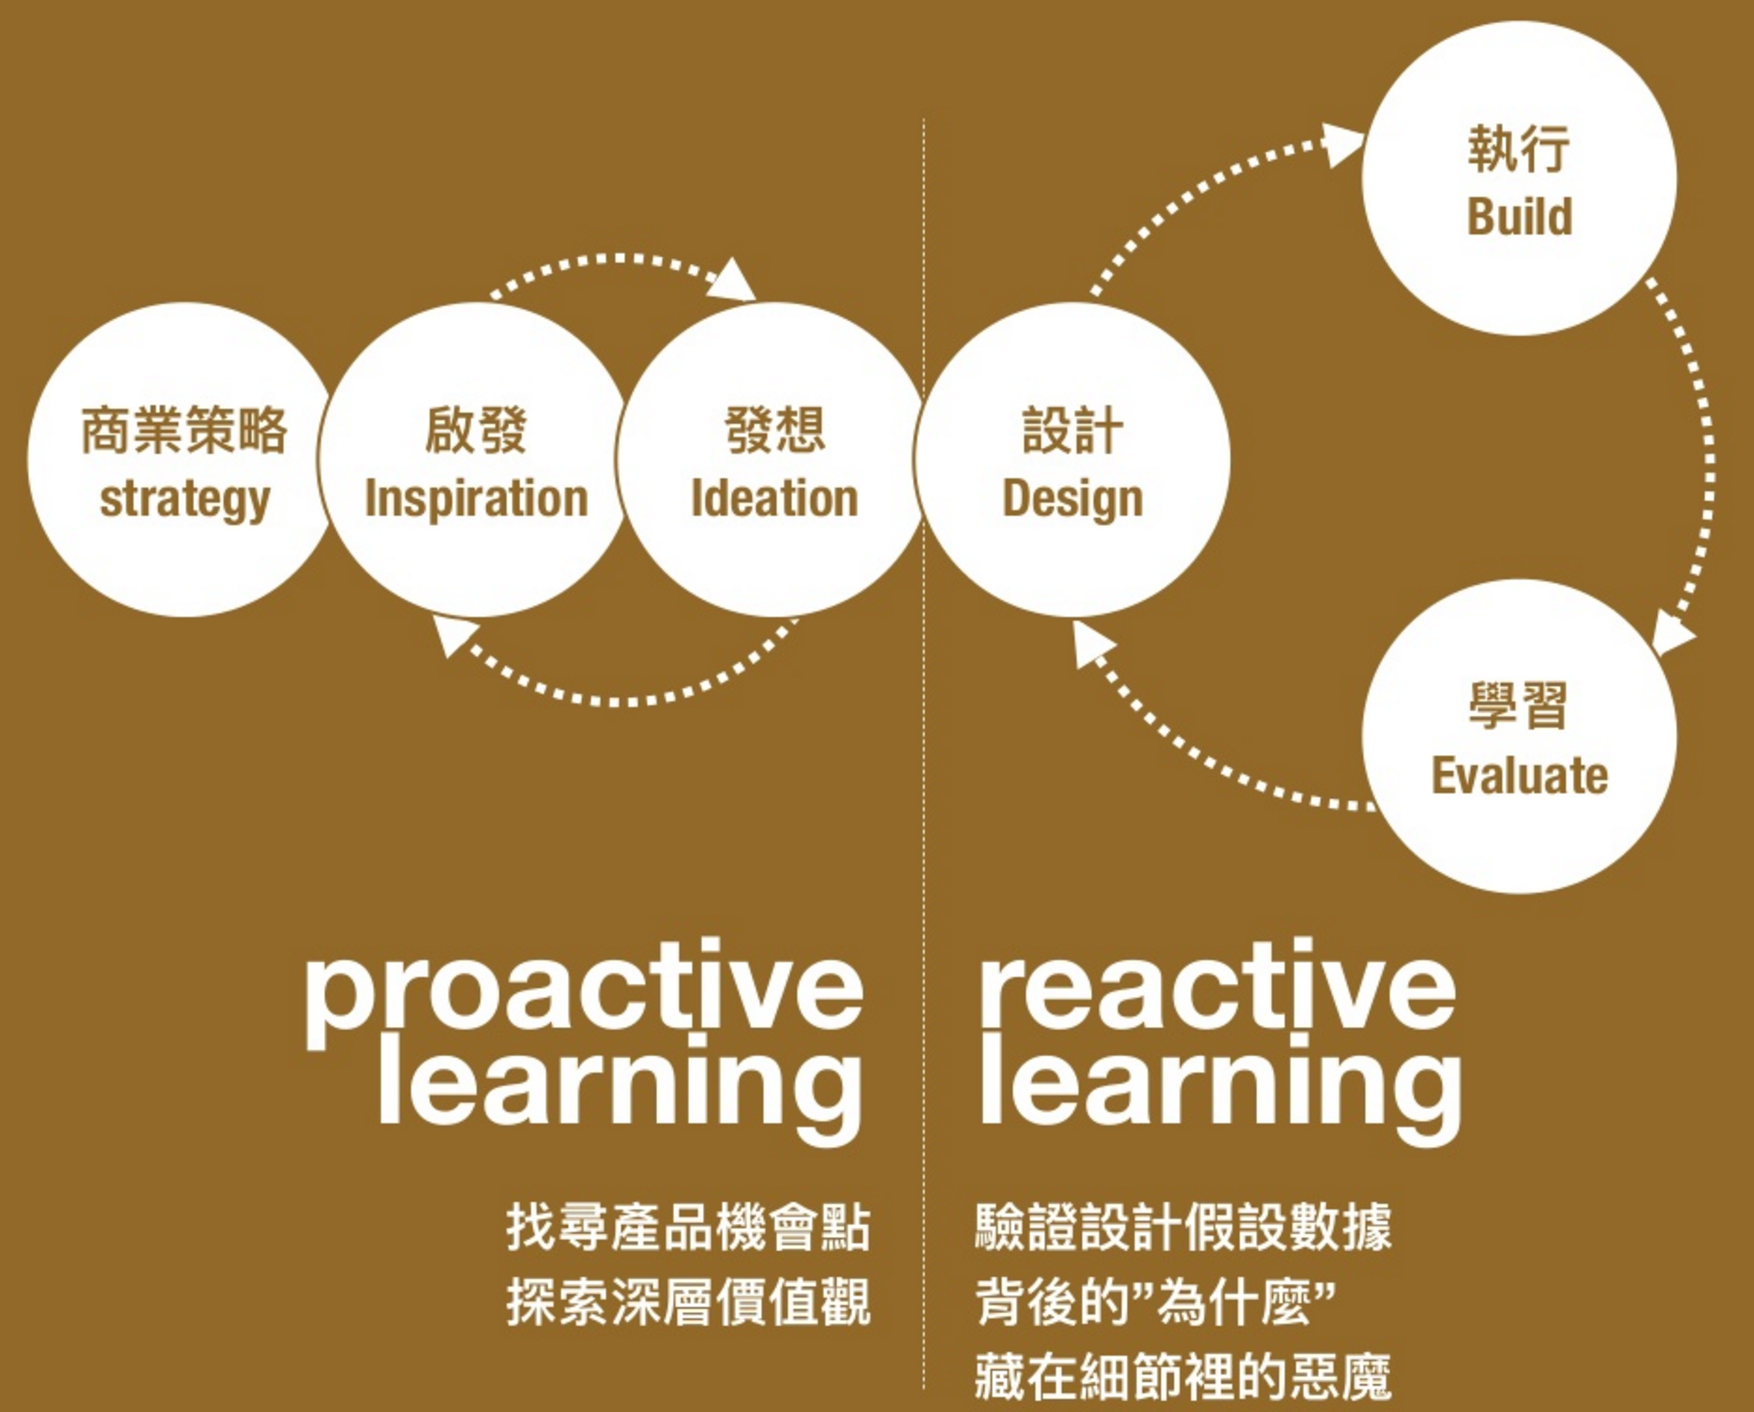 商業策略
strategy
啟發
Inspiration
發想
Ideation
設計
Design
執行
Build
學習
Evaluate
proactive
learning
找尋產品機會點
探索深層價值觀
reactive
learning
驗證設計假設數據
背後的”為什麼”
藏在細節裡的惡魔